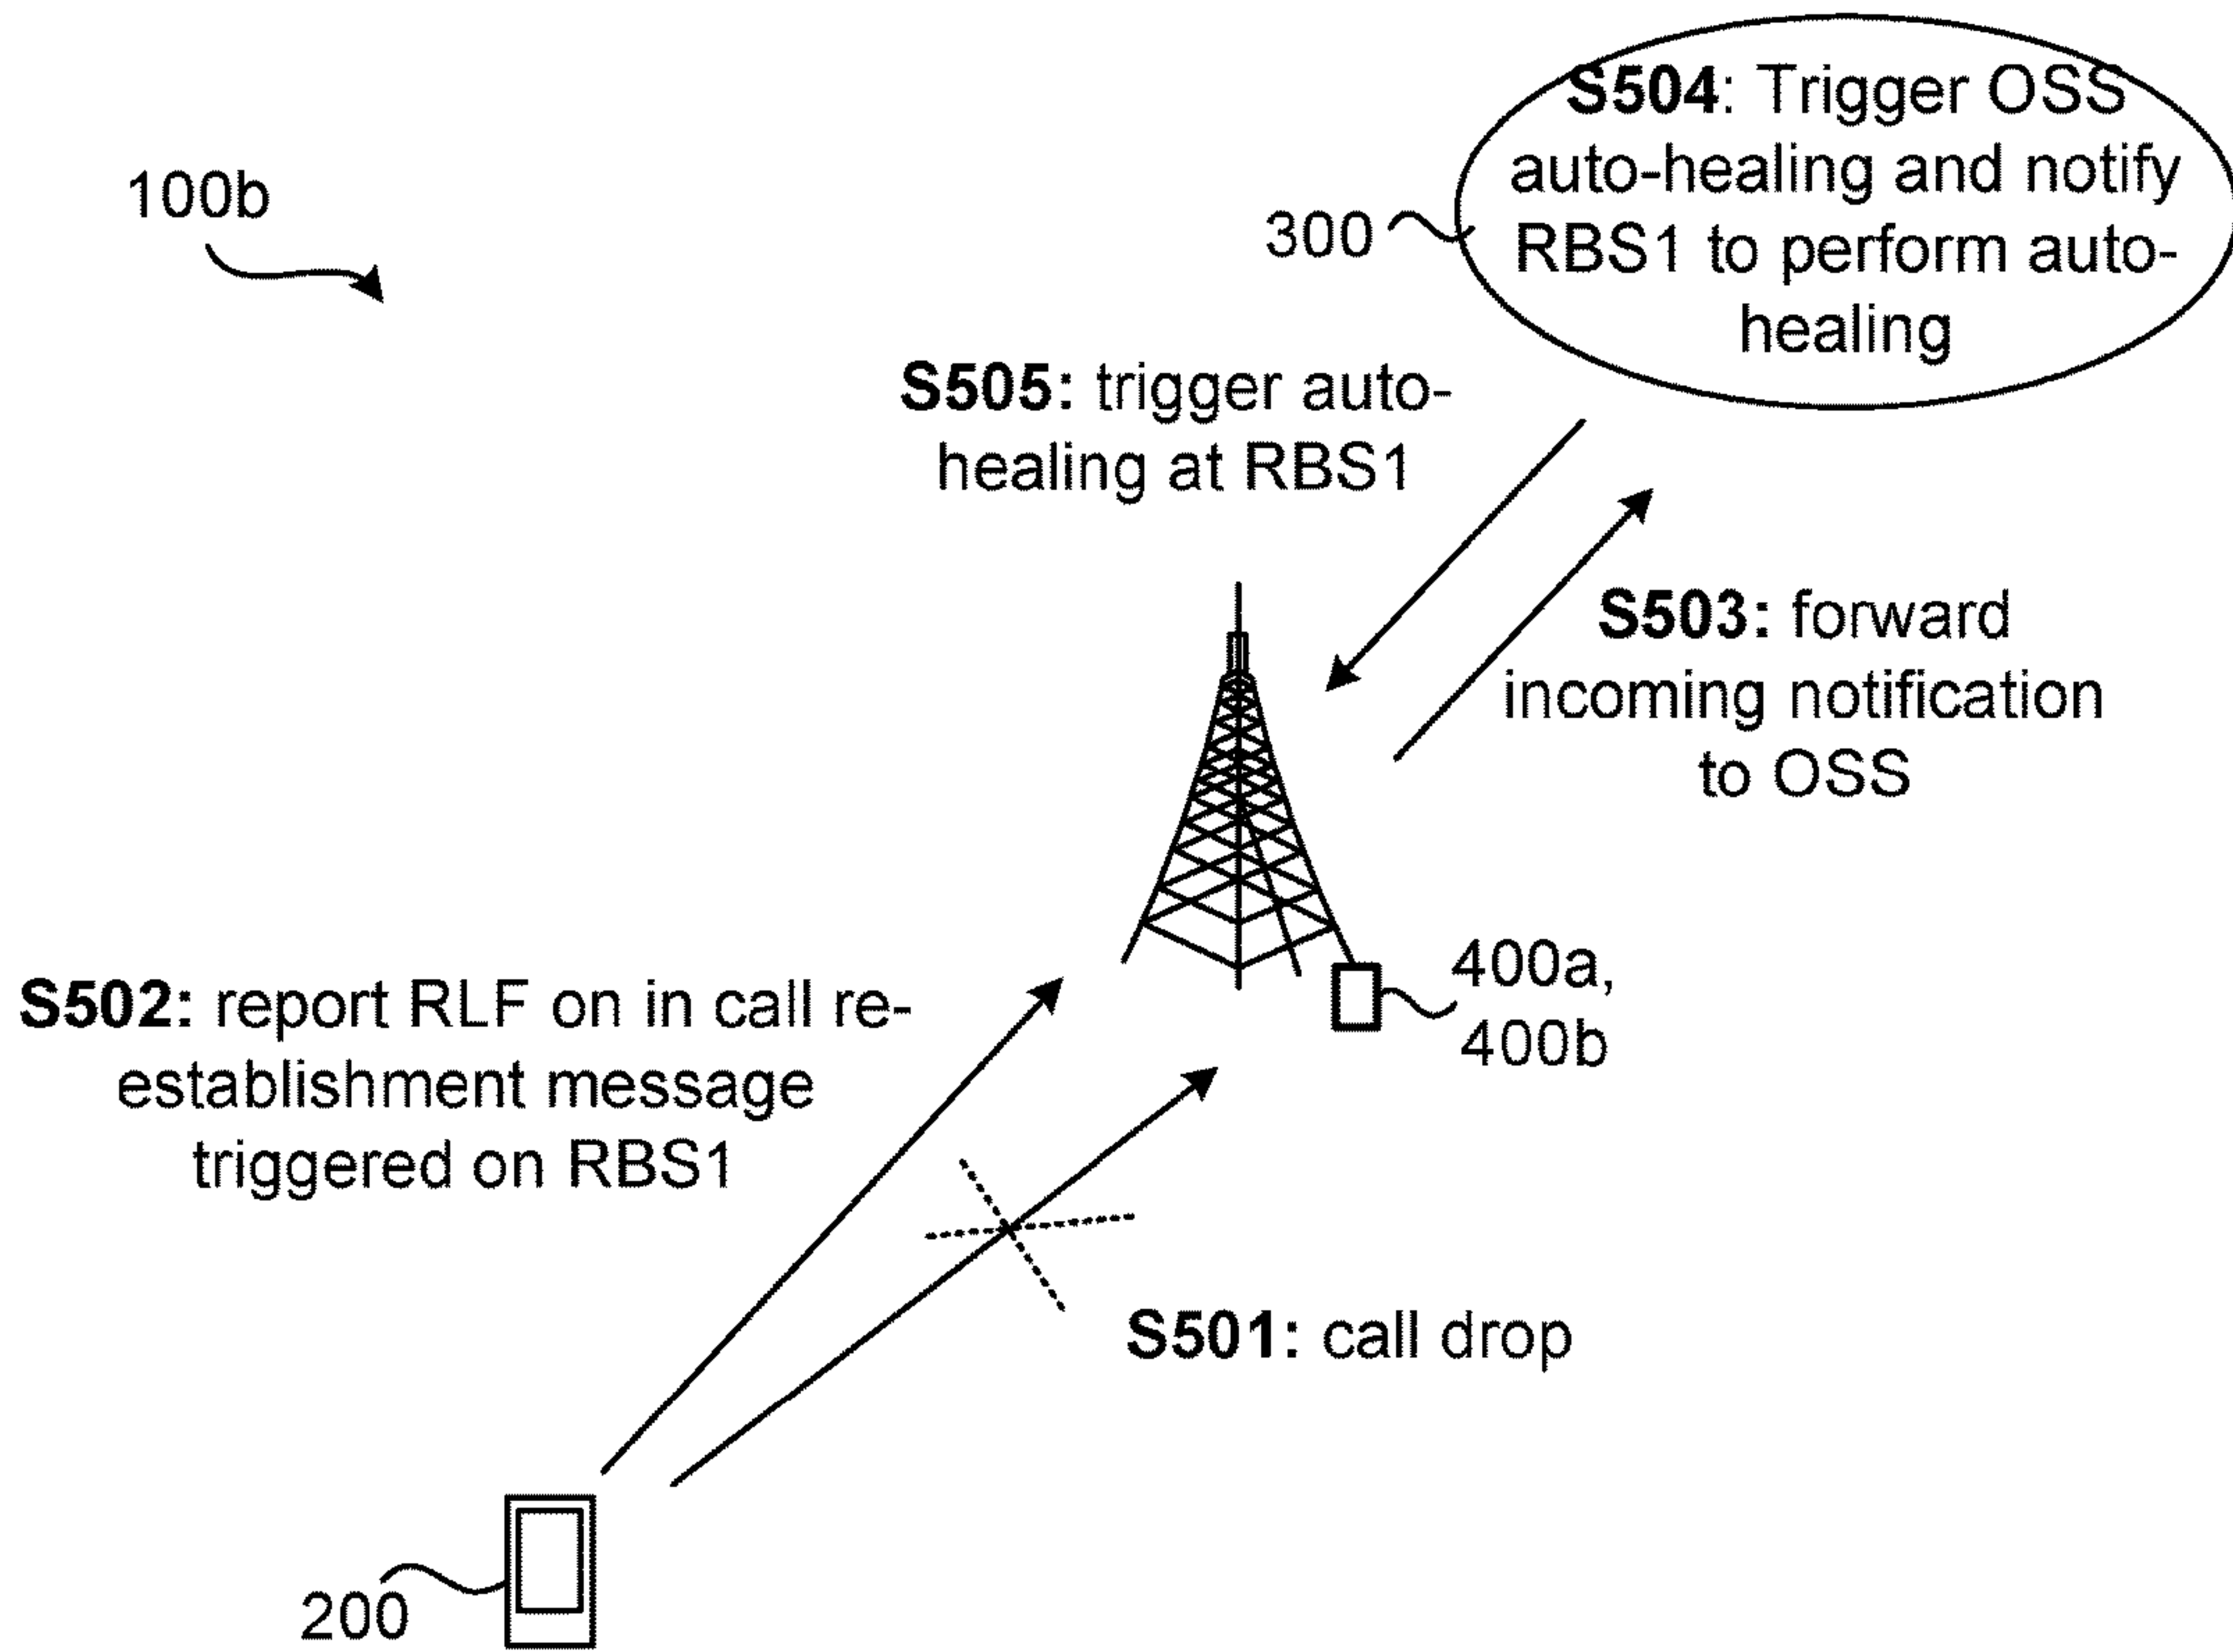 100b
S504: Trigger OSS
auto-healing and notify
RBS1 to perform auto-
healing
300
S505: trigger auto-
healing at RBS1
S503: forward
incoming notification
to OSS
400a,
400b
S502: report RLF on in call re-
establishment message
triggered on RBS1
S501: call drop
200